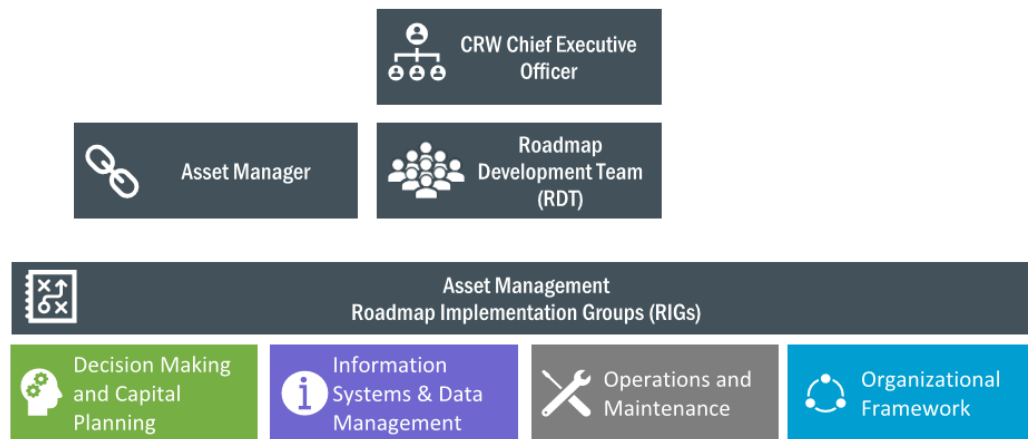 CRW Chief Executive
Officer
Asset Manager
Roadmap
Development Team
(RDT)
Asset Management
Roadmap Implementation Groups (RIGs)
Decision Making
and Capital
Planning
Information
Systems & Data
Management
Operations and
Maintenance
Organizational
Framework